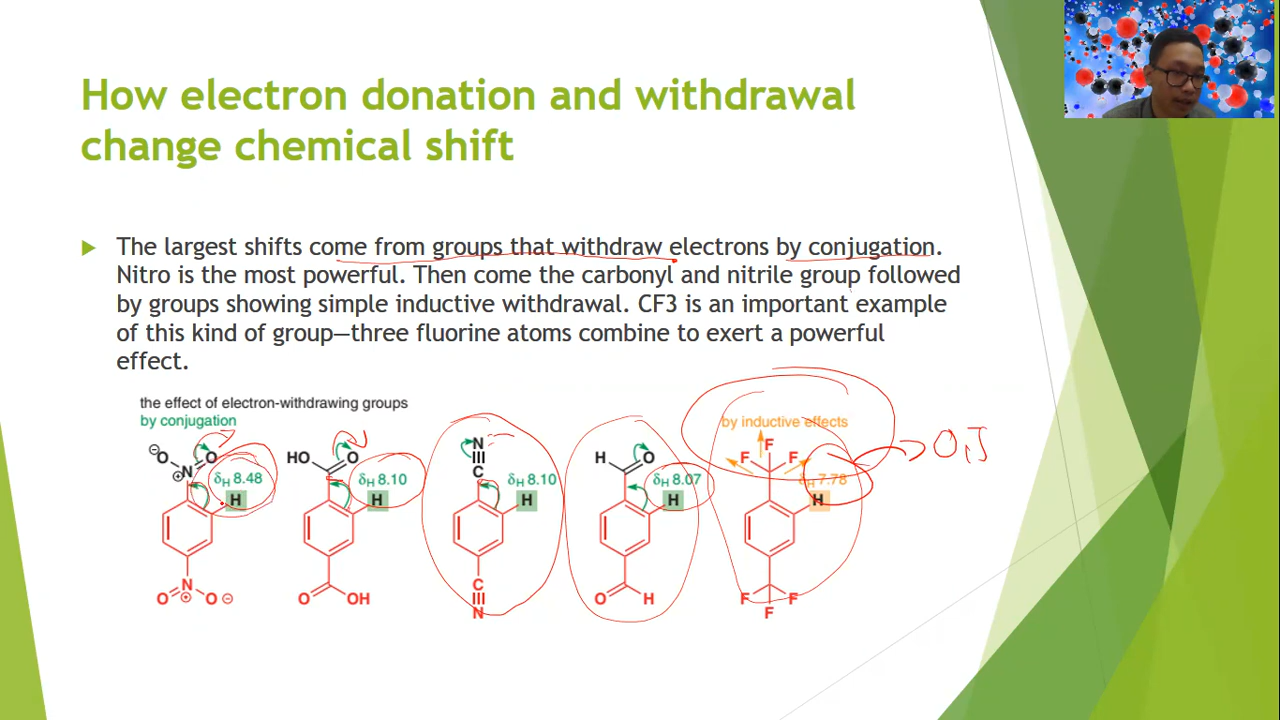 How electron donation and withdrawal
change chemical shift
The largest shifts come from groups that withdraw electrons by conjugation.
Nitro is the most powerful. Then come the carbonyl and nitrile group followed
by groups showing simple inductive withdrawal. CF3 is an important example
of this kind of group—three fluorine atoms combine to exert a powerful
effect.
the effect of electron-withdrawing groups
by conjugation
by inductive effects
⊖O N⊕ O
δH 8.48
H
O N⊕ O⊖
HO O
δH 8.10
H
O OH
N
C
δH 8.10
H
C
N
H O
δH 8.07
H
O H
F
F F
δH 7.78
H
F F
F